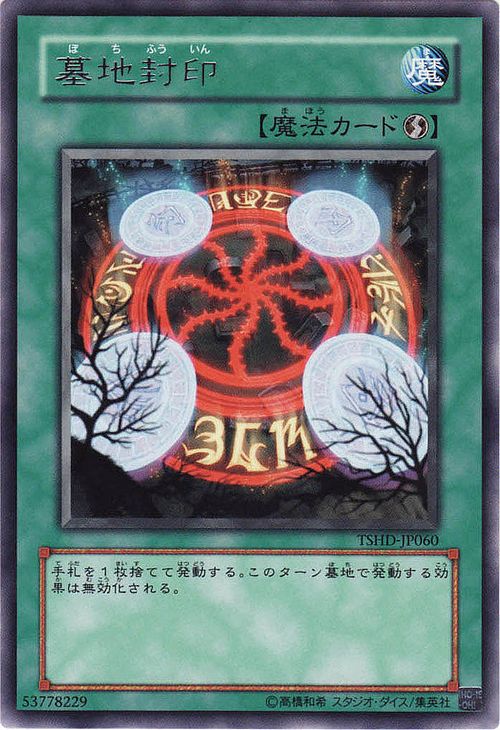 ぼ ち ふう いん
墓地封印
魔
まほう
【魔法カード】
TSHD-JP060
手札を1枚捨てて発動する。このターン墓地で発動する効
果は無効化される。
53778229
©高橋和希 スタジオ・ダイス/集英社